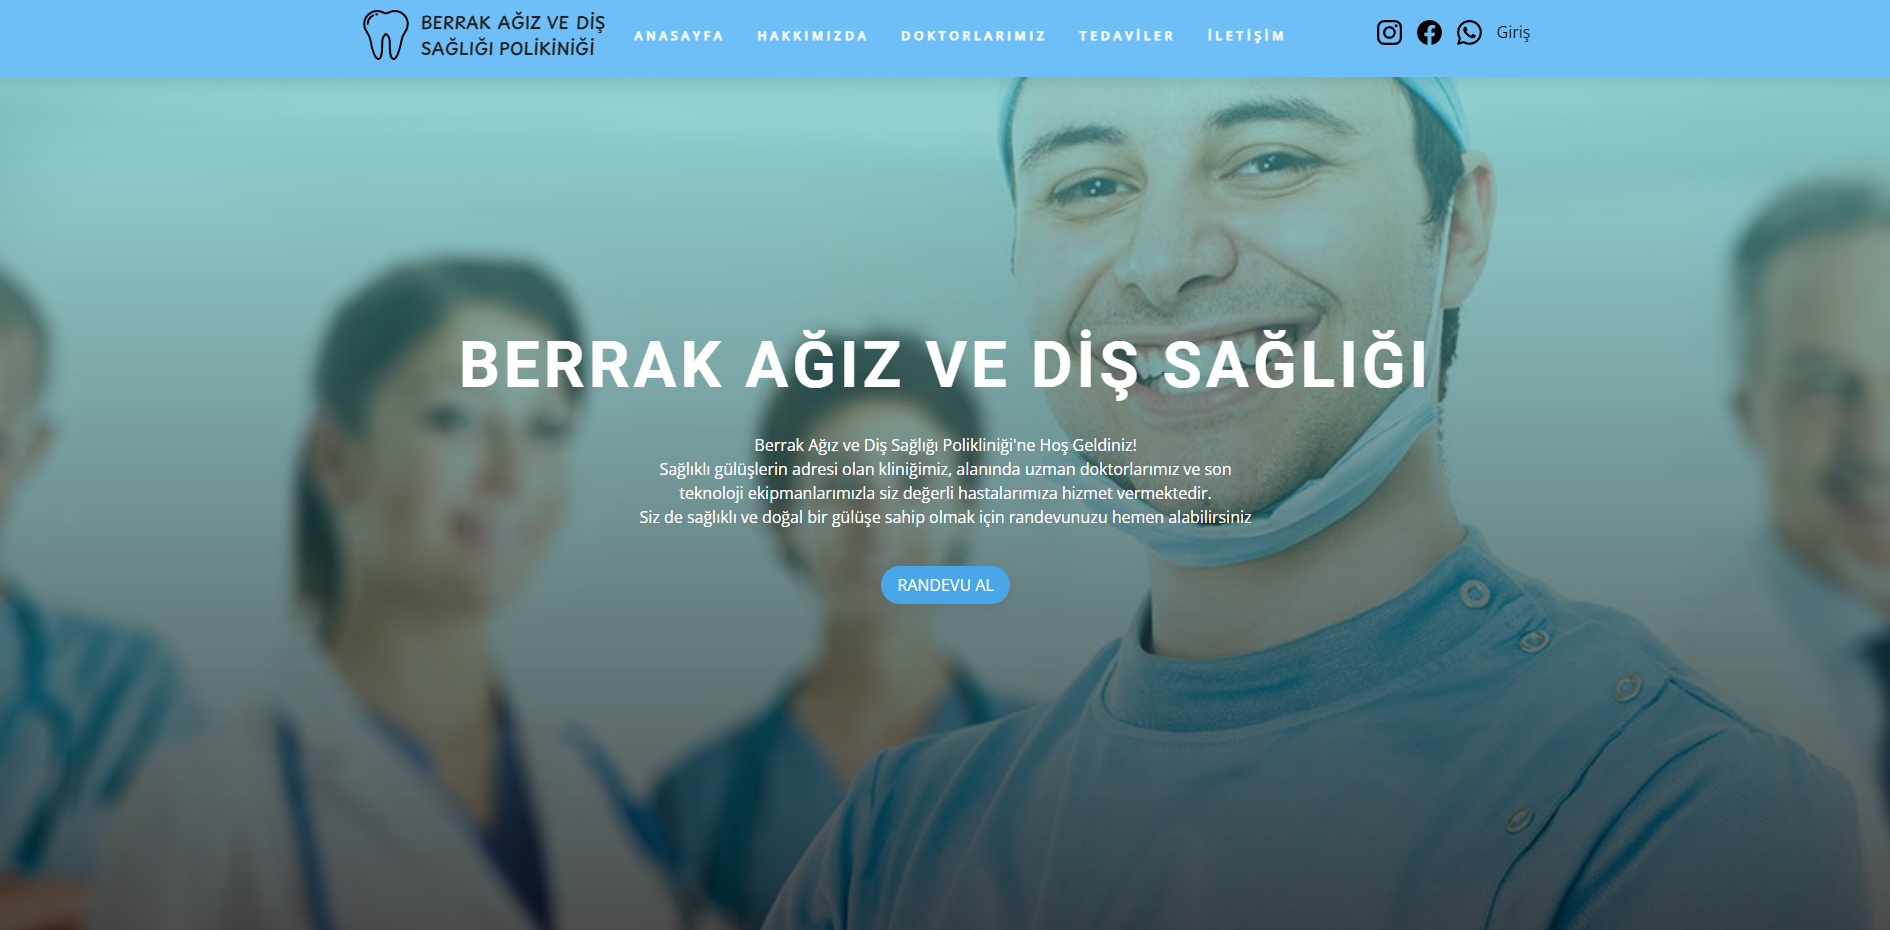 BERRAK AĞIZ VE DİŞ
SAĞLIĞI POLİKİNİĞİ
ANASAYFA HAKKIMIZDA DOKTORLARIMIZ TEDAVİLER İLETİŞİM
Giriş
BERRAK AĞIZ VE DİŞ SAĞLIĞI
Berrak Ağız ve Diş Sağlığı Polikliniği'ne Hoş Geldiniz!
Sağlıklı gülüşlerin adresi olan kliniğimiz, alanında uzman doktorlarımız ve son
teknoloji ekipmanlarımızla siz değerli hastalarımıza hizmet vermektedir.
Siz de sağlıklı ve doğal bir gülüşe sahip olmak için randevunuzu hemen alabilirsiniz
RANDEVU AL